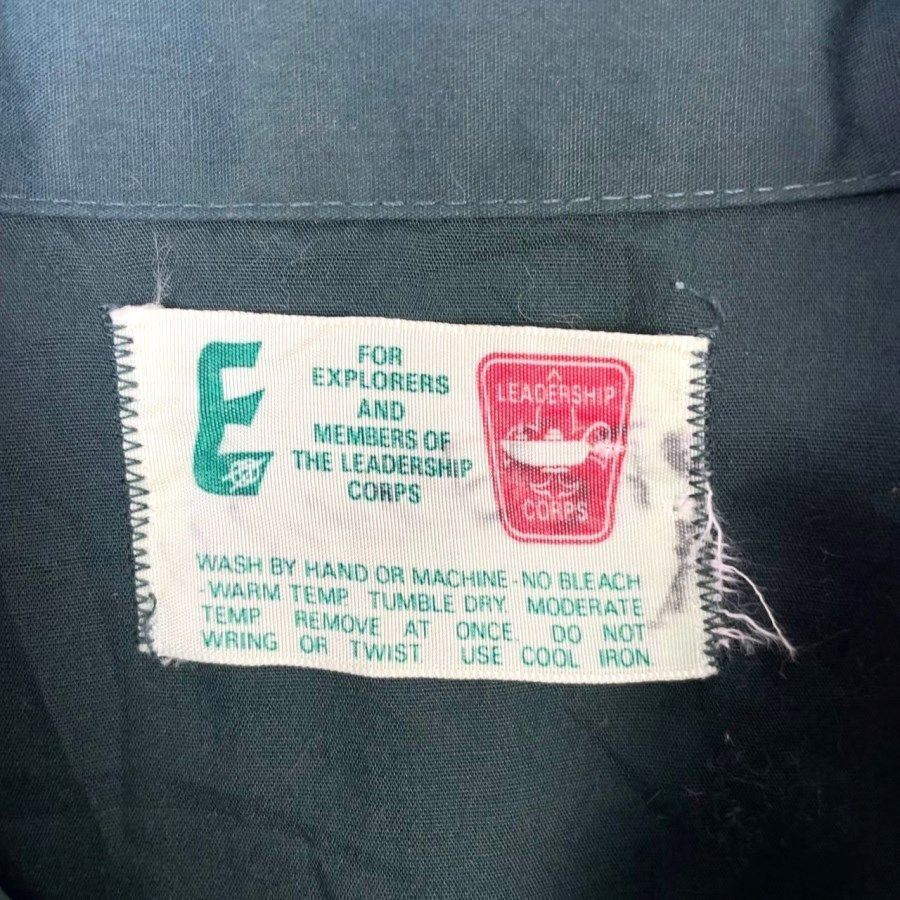 E
FOR
EXPLORERS
AND
MEMBERS OF
THE LEADERSHIP
CORPS
LEADERSHIP
CORPS
WASH BY HAND OR MACHINE - NO BLEACH
- WARM TEMP. TUMBLE DRY. MODERATE
TEMP. REMOVE AT ONCE. DO NOT
WRING OR TWIST. USE COOL IRON.